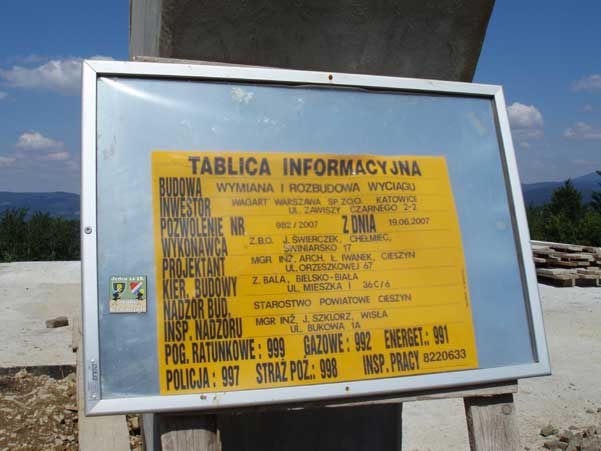 TABLICA INFORMACYJNA
BUDOWA WYMIANA I ROZBUDOWA WYCIĄGU
INWESTOR WAGART WARSZAWA SP.ZO.O. KATOWICE
UL. ZAWISZY CZARNEGO 2-2
POZWOLENIE NR 982/2007 Z DNIA 19.06.2007
WYKONAWCA Z.B.O. J. ŚWIERCZEK, CHEŁMIEC,
ŚWINIARSKO 17
PROJEKTANT MGR INŻ. ARCH. Ł. IWANEK, CIESZYN
UL. ORZESZKOWEJ 67
KIER. BUDOWY Z. BALA, BIELSKO-BIAŁA
UL. MIESZKA I 36C/6
NADZÓR BUD. STAROSTWO POWIATOWE CIESZYN
INSP. NADZORU MGR INŻ. J. SZKLORZ, WISŁA
UL. BUKOWA 1A
POG. RATUNKOWE: 999 GAZOWE: 992 ENERGET: 991
POLICJA: 997 STRAŻ POŻ.: 998 INSP. PRACY 8220633